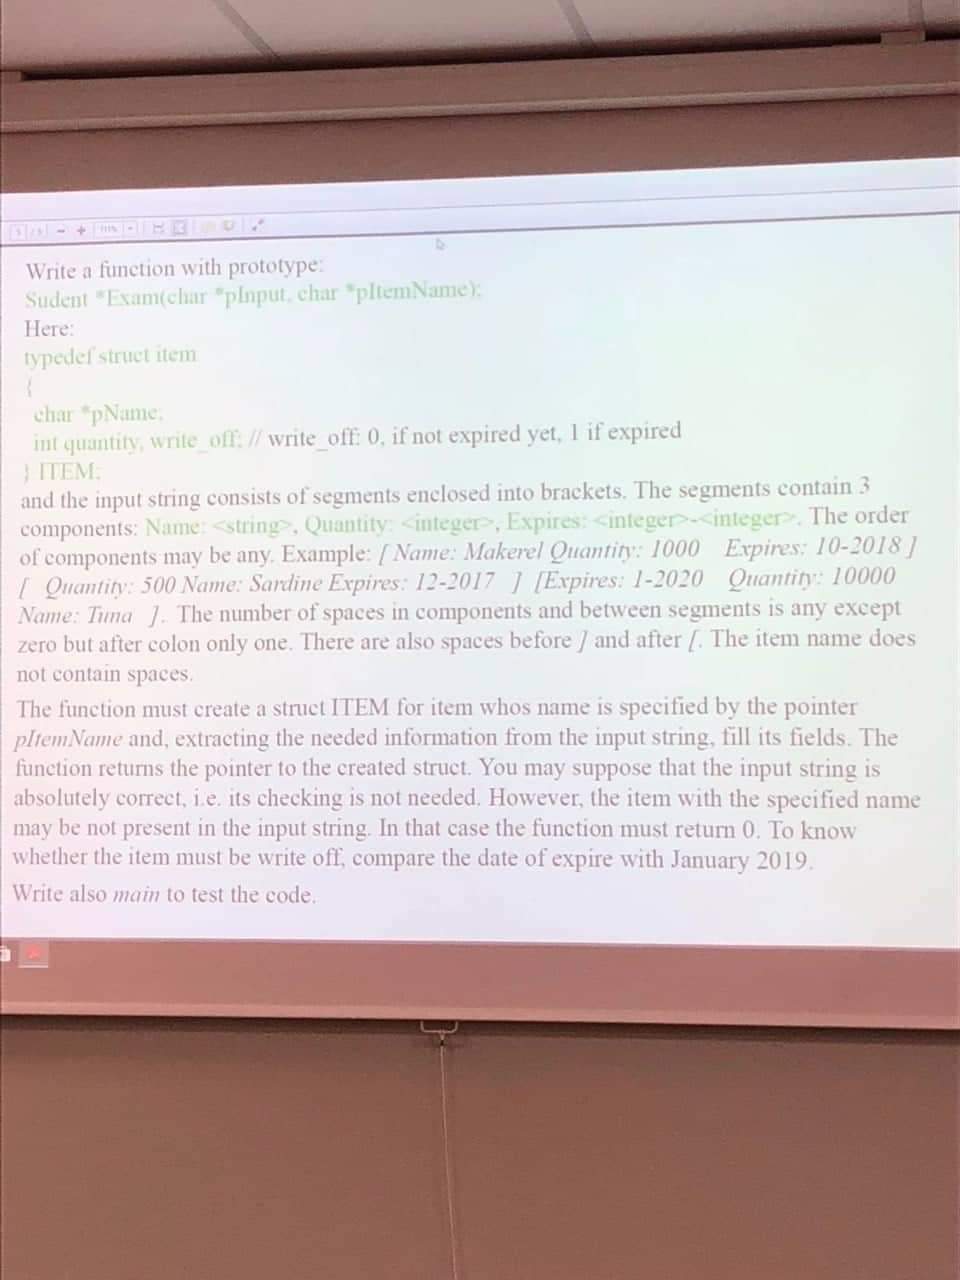 Write a function with prototype:
Sudent *Exam(char *pInput, char *pItemName);
Here:
typedef struct item
{
char *pName;
int quantity, write_off; // write_off: 0, if not expired yet, 1 if expired
} ITEM;
and the input string consists of segments enclosed into brackets. The segments contain 3
components: Name: <string>, Quantity: <integer>, Expires: <integer>-<integer>. The order
of components may be any. Example: [ Name: Makerel Quantity: 1000 Expires: 10-2018 ]
[ Quantity: 500 Name: Sardine Expires: 12-2017 ] [Expires: 1-2020 Quantity: 10000
Name: Tuna ]. The number of spaces in components and between segments is any except
zero but after colon only one. There are also spaces before ] and after [. The item name does
not contain spaces.
The function must create a struct ITEM for item whos name is specified by the pointer
pItemName and, extracting the needed information from the input string, fill its fields. The
function returns the pointer to the created struct. You may suppose that the input string is
absolutely correct, i.e. its checking is not needed. However, the item with the specified name
may be not present in the input string. In that case the function must return 0. To know
whether the item must be write off, compare the date of expire with January 2019.
Write also main to test the code.